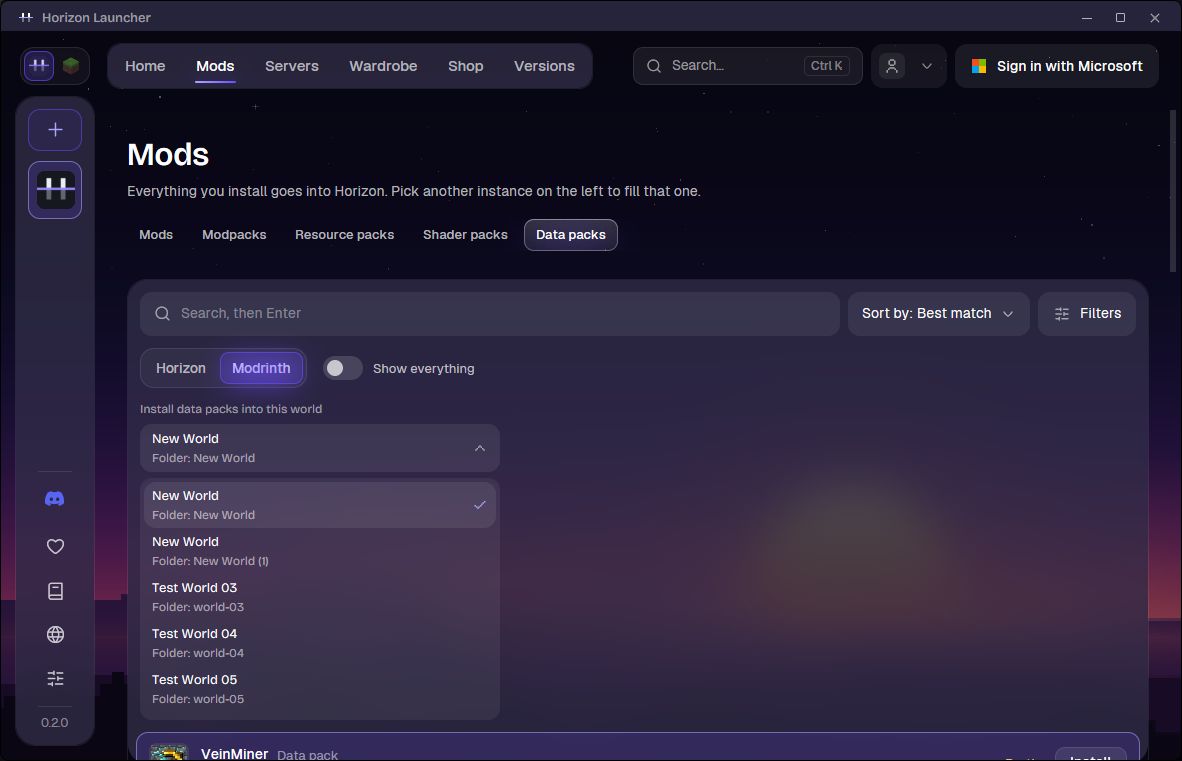 Horizon Launcher
Home Mods Servers Wardrobe Shop Versions
Search... Ctrl K
Sign in with Microsoft
Mods
Everything you install goes into Horizon. Pick another instance on the left to fill that one.
Mods Modpacks Resource packs Shader packs Data packs
Search, then Enter
Sort by: Best match
Filters
Horizon Modrinth Show everything
Install data packs into this world
New World
Folder: New World
New World
Folder: New World
New World
Folder: New World (1)
Test World 03
Folder: world-03
Test World 04
Folder: world-04
Test World 05
Folder: world-05
0.2.0
VeinMiner Data pack
Install